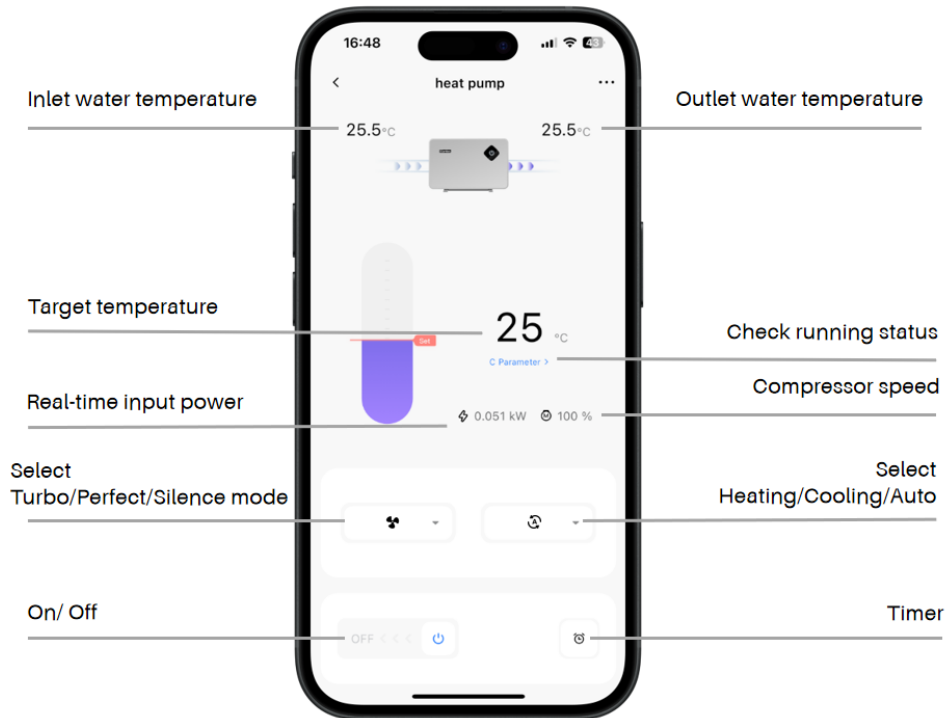 16:48
43
heat pump
Inlet water temperature
Outlet water temperature
25.5°C
25.5°C
Target temperature
25 °C
Set
Check running status
C Parameter >
Compressor speed
Real-time input power
0.051 kW
100 %
Select
Turbo/Perfect/Silence mode
Select
Heating/Cooling/Auto
A
On/ Off
Timer
OFF < < <